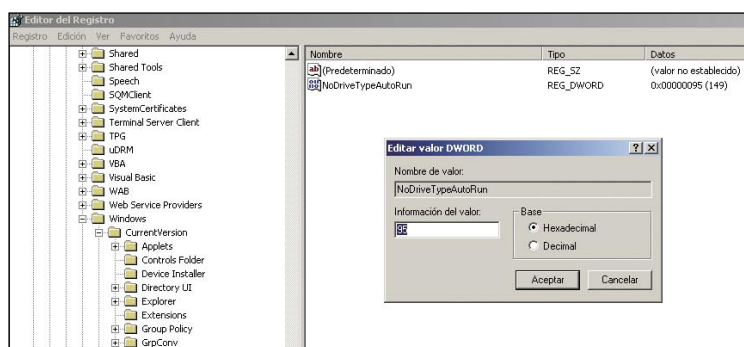 Editor del Registro
Registro Edición Ver Favoritos Ayuda
Shared
Shared Tools
Speech
SQMClient
SystemCertificates
Terminal Server Client
TPG
uDRM
VBA
Visual Basic
WAB
Web Service Providers
Windows
CurrentVersion
Applets
Controls Folder
Device Installer
Directory UI
Explorer
Extensions
Group Policy
GrpConv
Nombre Tipo Datos
ab (Predeterminado) REG_SZ (valor no establecido)
NoDriveTypeAutoRun REG_DWORD 0x00000095 (149)
Editar valor DWORD
Nombre de valor:
NoDriveTypeAutoRun
Información del valor:
95
Base
Hexadecimal
Decimal
Aceptar Cancelar